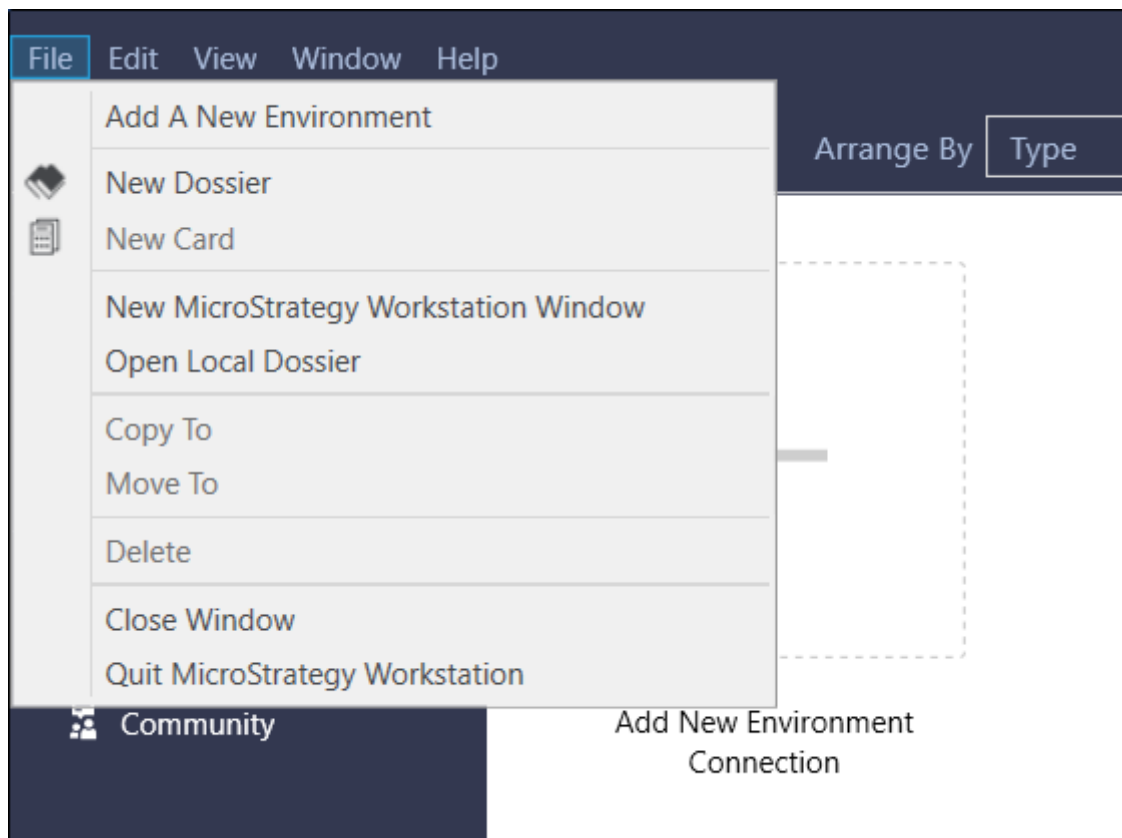 File Edit View Window Help
Add A New Environment
Arrange By Type
New Dossier
New Card
New MicroStrategy Workstation Window
Open Local Dossier
Copy To
Move To
Delete
Close Window
Quit MicroStrategy Workstation
Community
Add New Environment
Connection